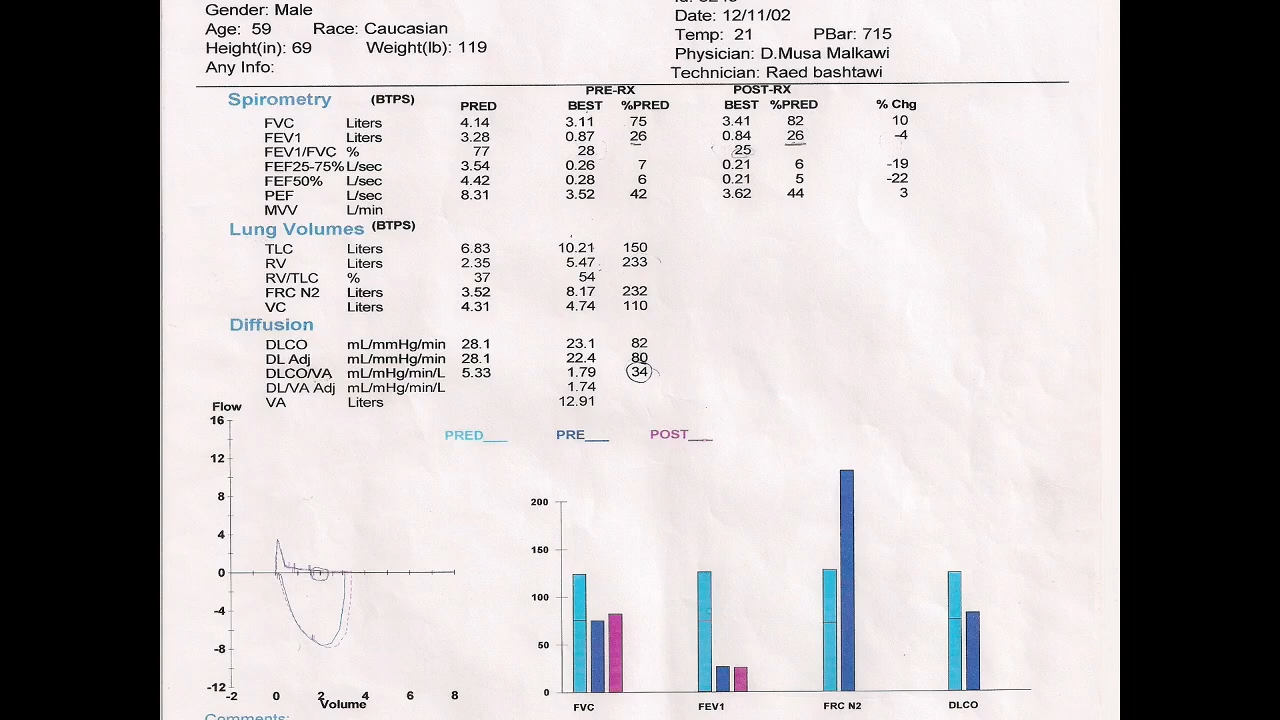 Gender: Male
Age: 59 Race: Caucasian
Height(in): 69 Weight(lb): 119
Any Info:
Date: 12/11/02
Temp: 21 PBar: 715
Physician: D.Musa Malkawi
Technician: Raed bashtawi
PRE-RX POST-RX
Spirometry (BTPS) PRED BEST %PRED BEST %PRED % Chg
FVC Liters 4.14 3.11 75 3.41 82 10
FEV1 Liters 3.28 0.87 26 0.84 26 -4
FEV1/FVC % 77 28 25
FEF25-75% L/sec 3.54 0.26 7 0.21 6 -19
FEF50% L/sec 4.42 0.28 6 0.21 5 -22
PEF L/sec 8.31 3.52 42 3.62 44 3
MVV L/min
Lung Volumes (BTPS)
TLC Liters 6.83 10.21 150
RV Liters 2.35 5.47 233
RV/TLC % 37 54
FRC N2 Liters 3.52 8.17 232
VC Liters 4.31 4.74 110
Diffusion
DLCO mL/mmHg/min 28.1 23.1 82
DL Adj mL/mmHg/min 28.1 22.4 80
DLCO/VA mL/mHg/min/L 5.33 1.79 34
DL/VA Adj mL/mHg/min/L 1.74
VA Liters 12.91
Flow
16
12
8
4
0
-4
-8
-12
-2 0 2 4 6 8
Volume
PRED___ PRE___ POST___
200
150
100
50
0
FVC FEV1 FRC N2 DLCO
Comments: